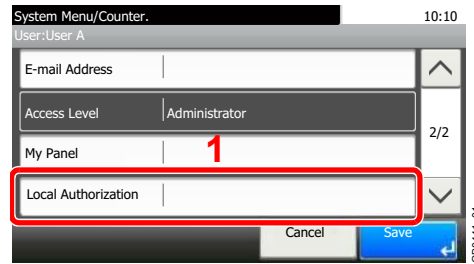 System Menu/Counter. 10:10
User:User A
E-mail Address
Access Level Administrator
2/2
My Panel 1
Local Authorization
Cancel Save